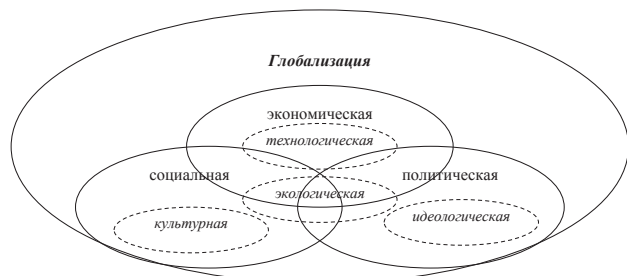 Глобализация
экономическая
технологическая
социальная
политическая
экологическая
культурная
идеологическая